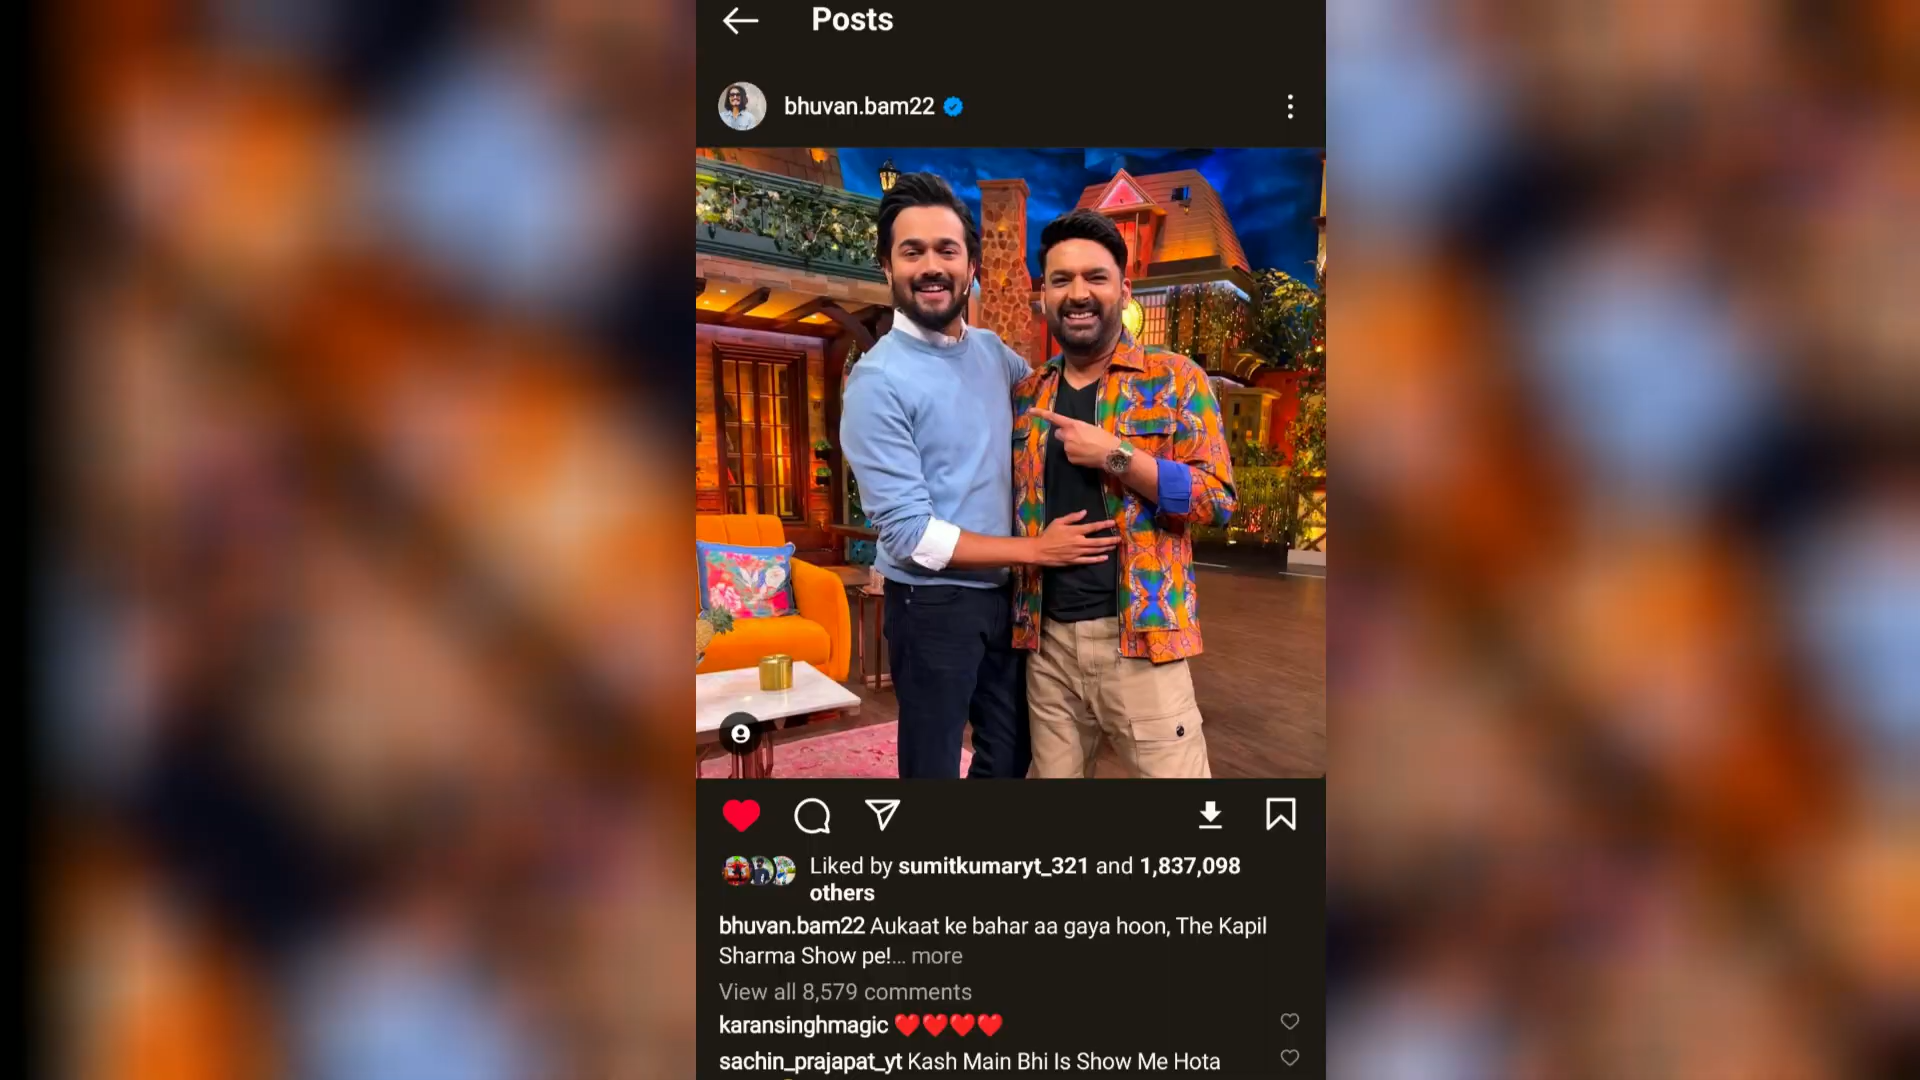 Posts
bhuvan.bam22
Liked by sumitkumaryt_321 and 1,837,098
others
bhuvan.bam22 Aukaat ke bahar aa gaya hoon, The Kapil
Sharma Show pe!... more
View all 8,579 comments
karansinghmagic ❤️❤️❤️❤️
sachin_prajapat_yt Kash Main Bhi Is Show Me Hota